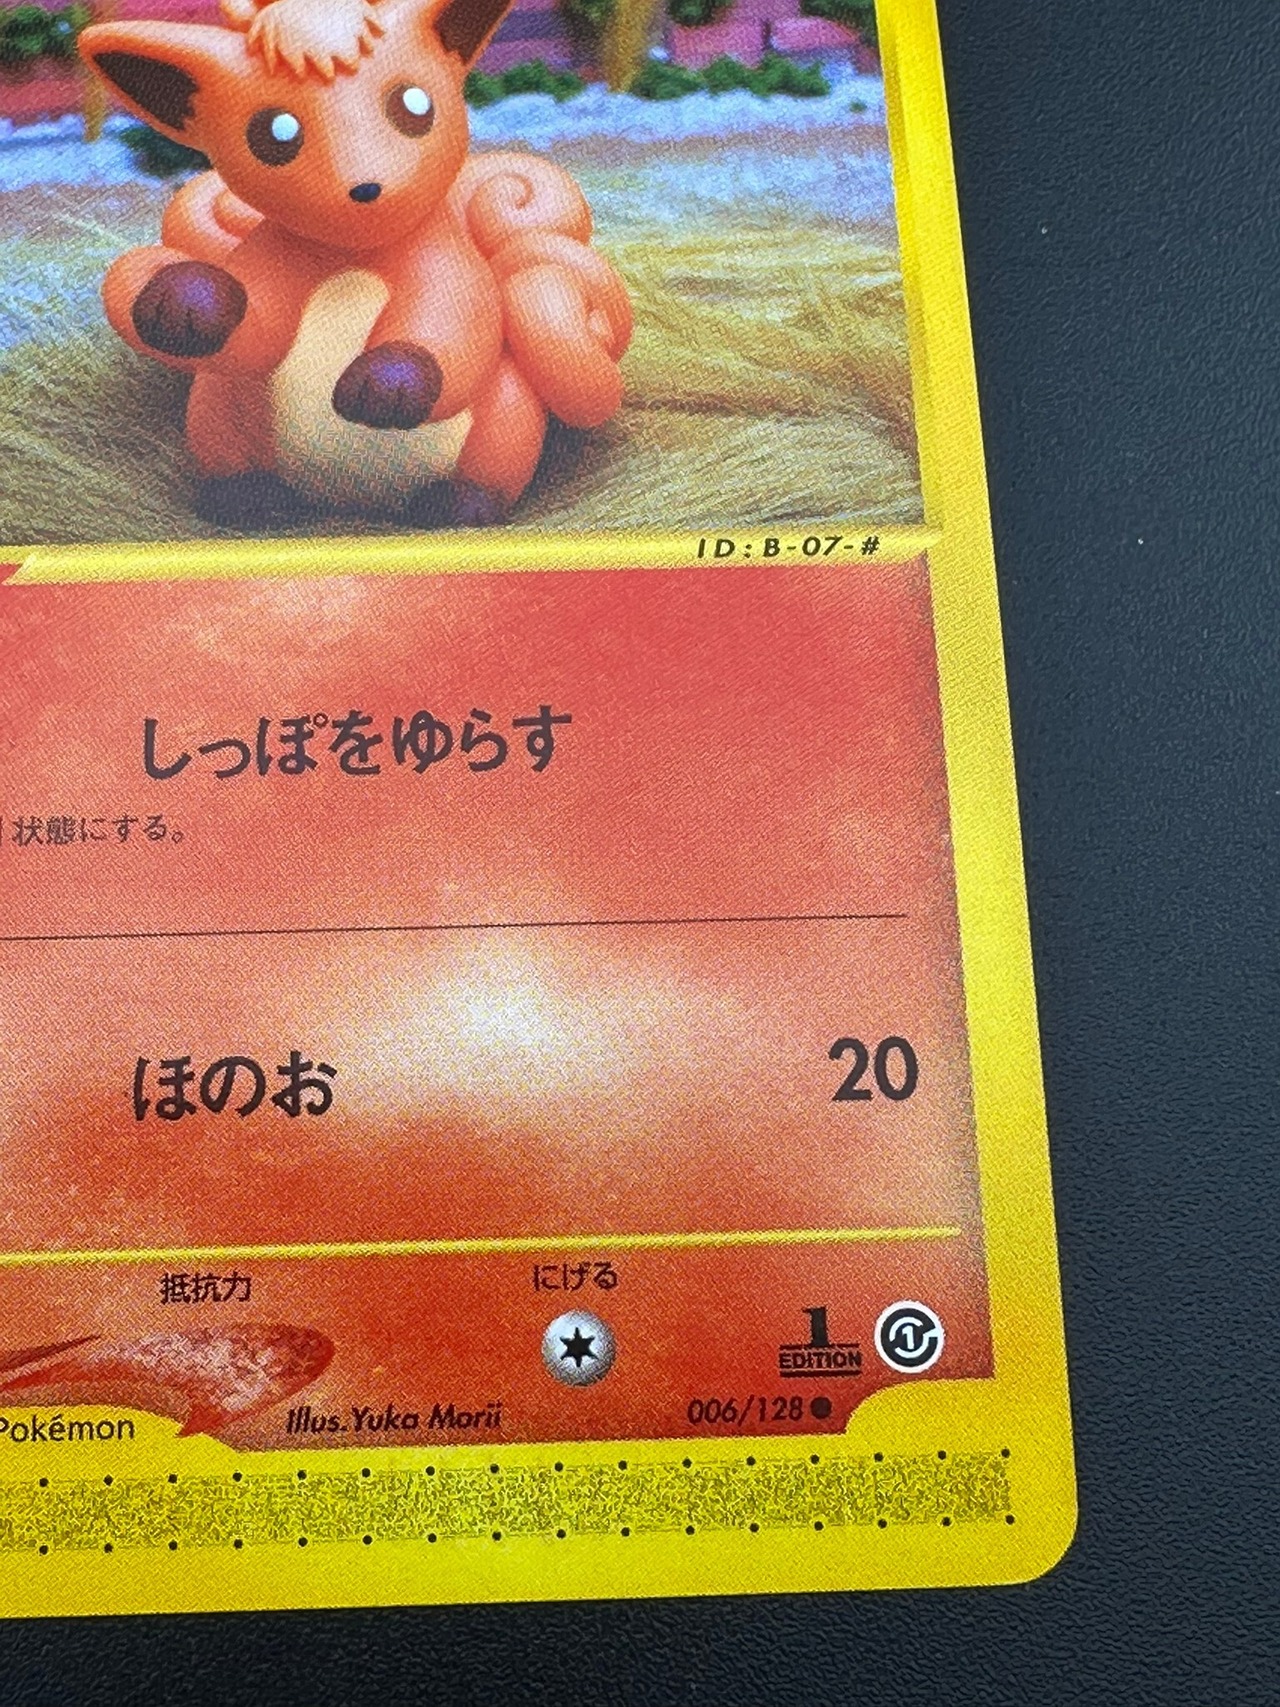 ID:B-07-#
しっぽをゆらす
状態にする。
ほのお 20
抵抗力 にげる
1
EDITION
Pokémon Illus.Yuka Morii 006/128●